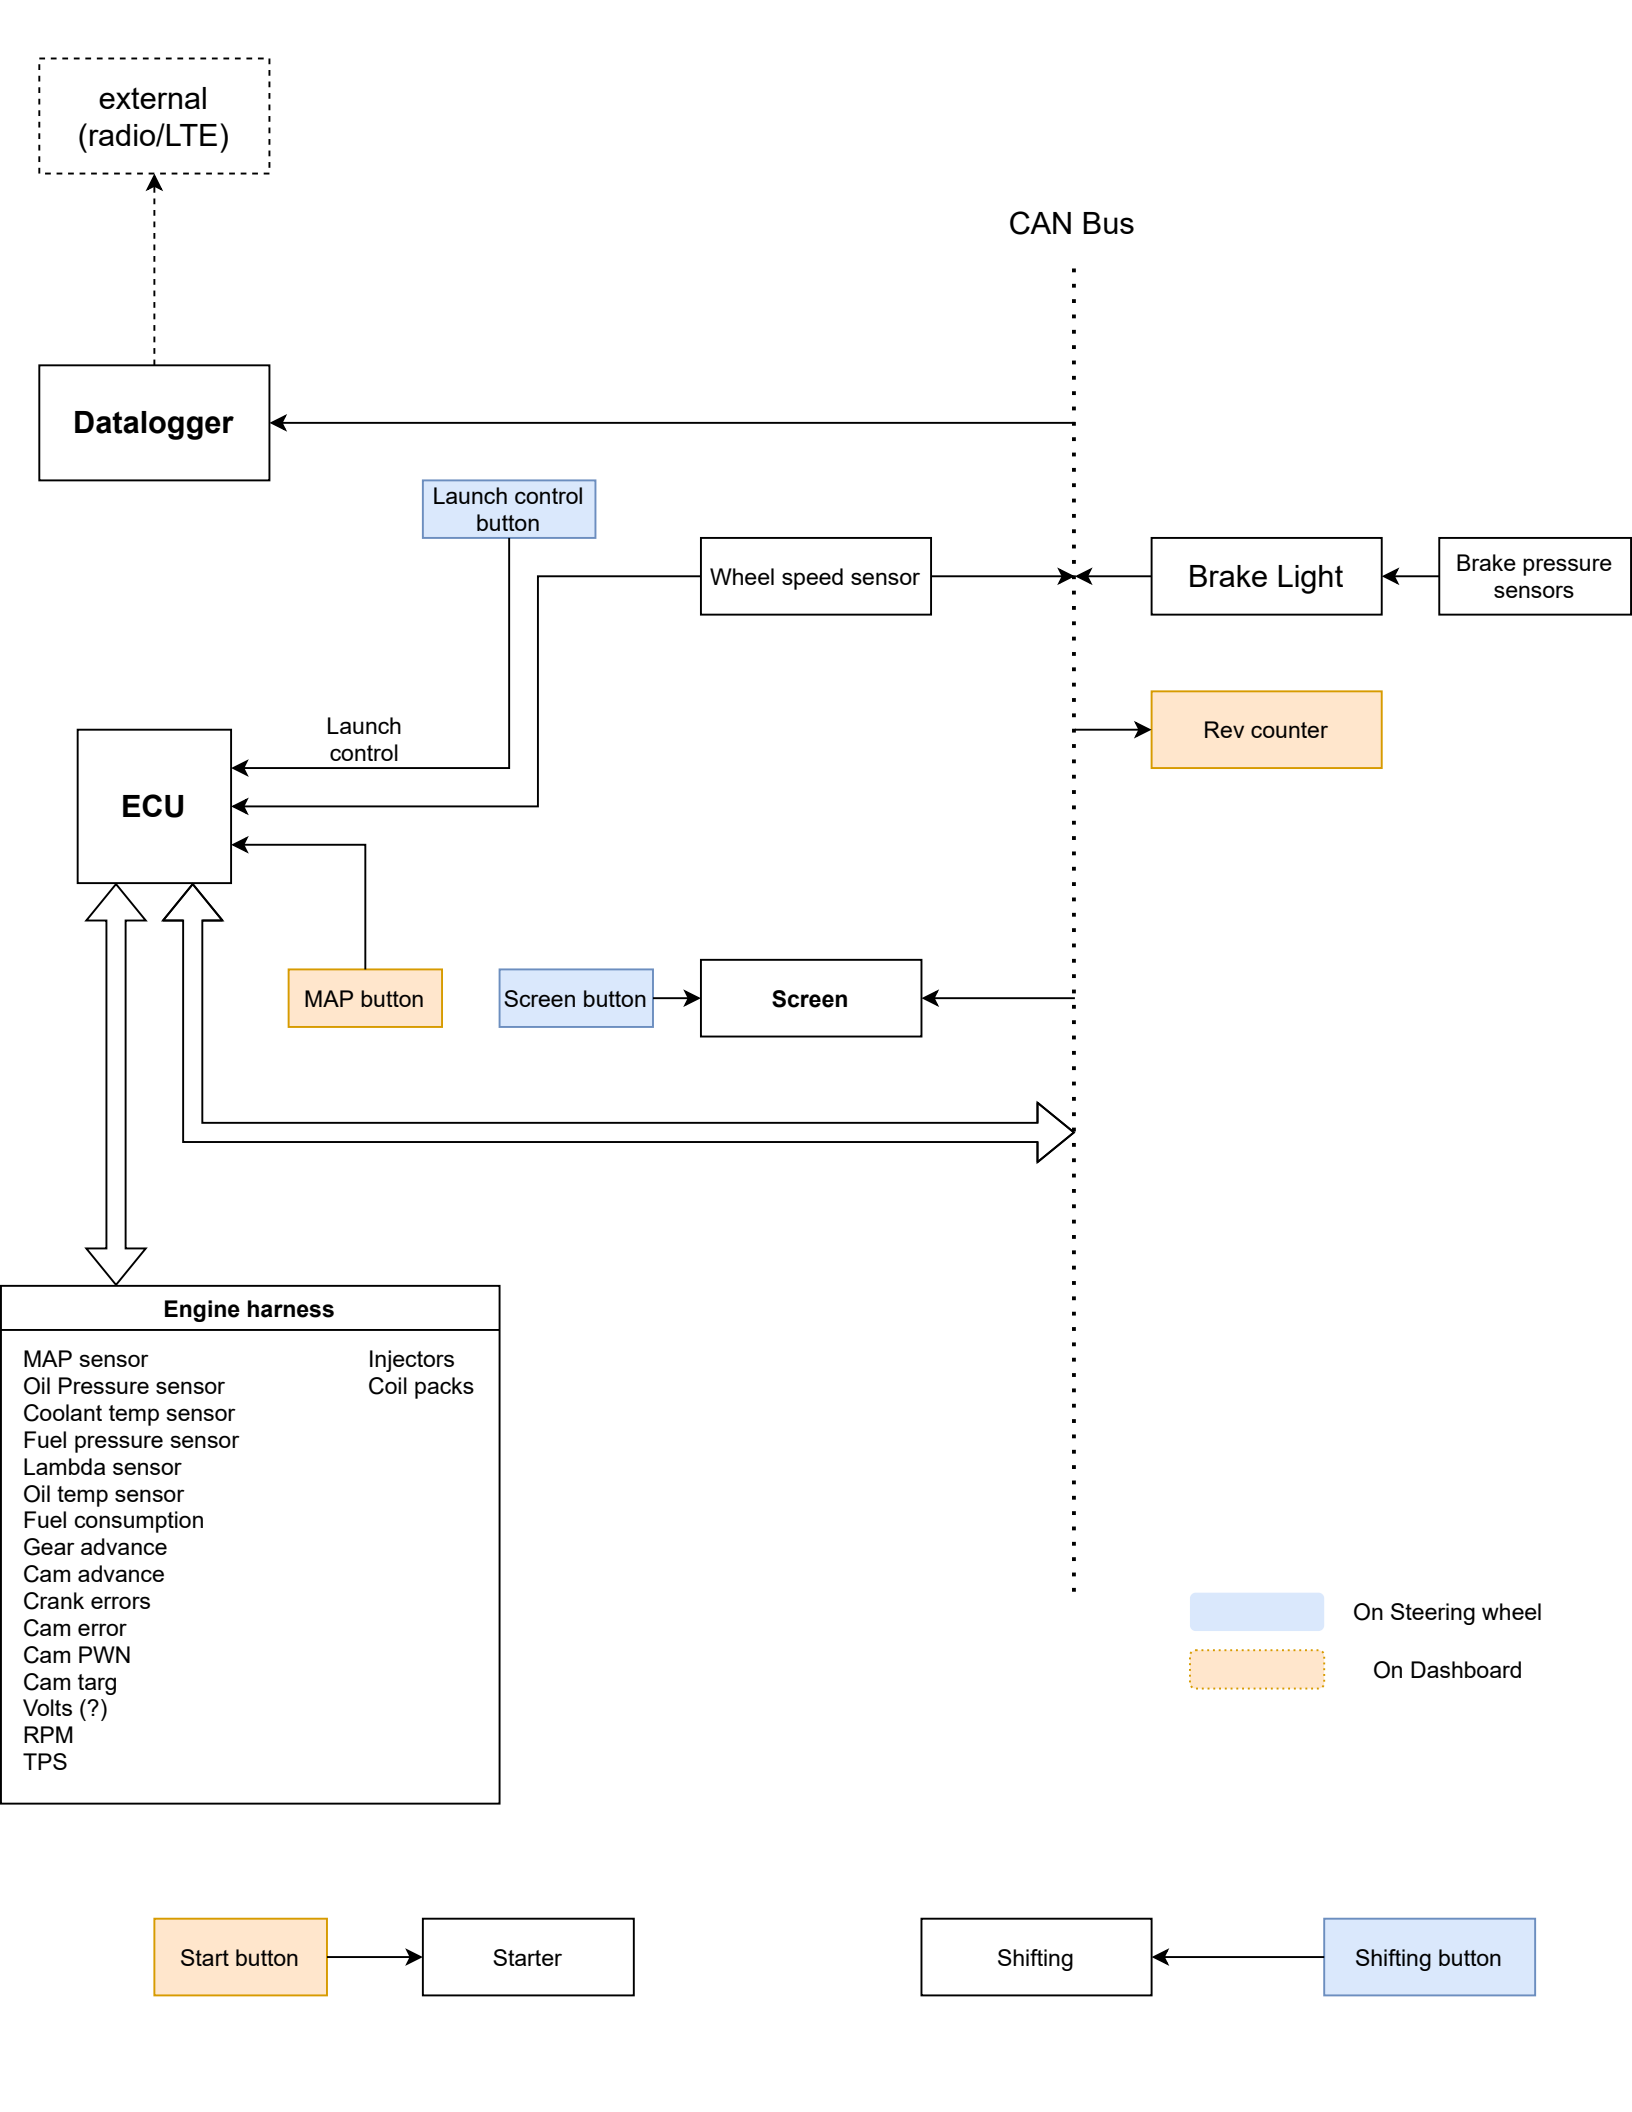 external
(radio/LTE)
CAN Bus
Datalogger
Launch control
button
Wheel speed sensor
Brake Light
Brake pressure
sensors
Launch
control
Rev counter
ECU
MAP button
Screen button
Screen
Engine harness
MAP sensor
Oil Pressure sensor
Coolant temp sensor
Fuel pressure sensor
Lambda sensor
Oil temp sensor
Fuel consumption
Gear advance
Cam advance
Crank errors
Cam error
Cam PWN
Cam targ
Volts (?)
RPM
TPS
Injectors
Coil packs
On Steering wheel
On Dashboard
Start button
Starter
Shifting
Shifting button